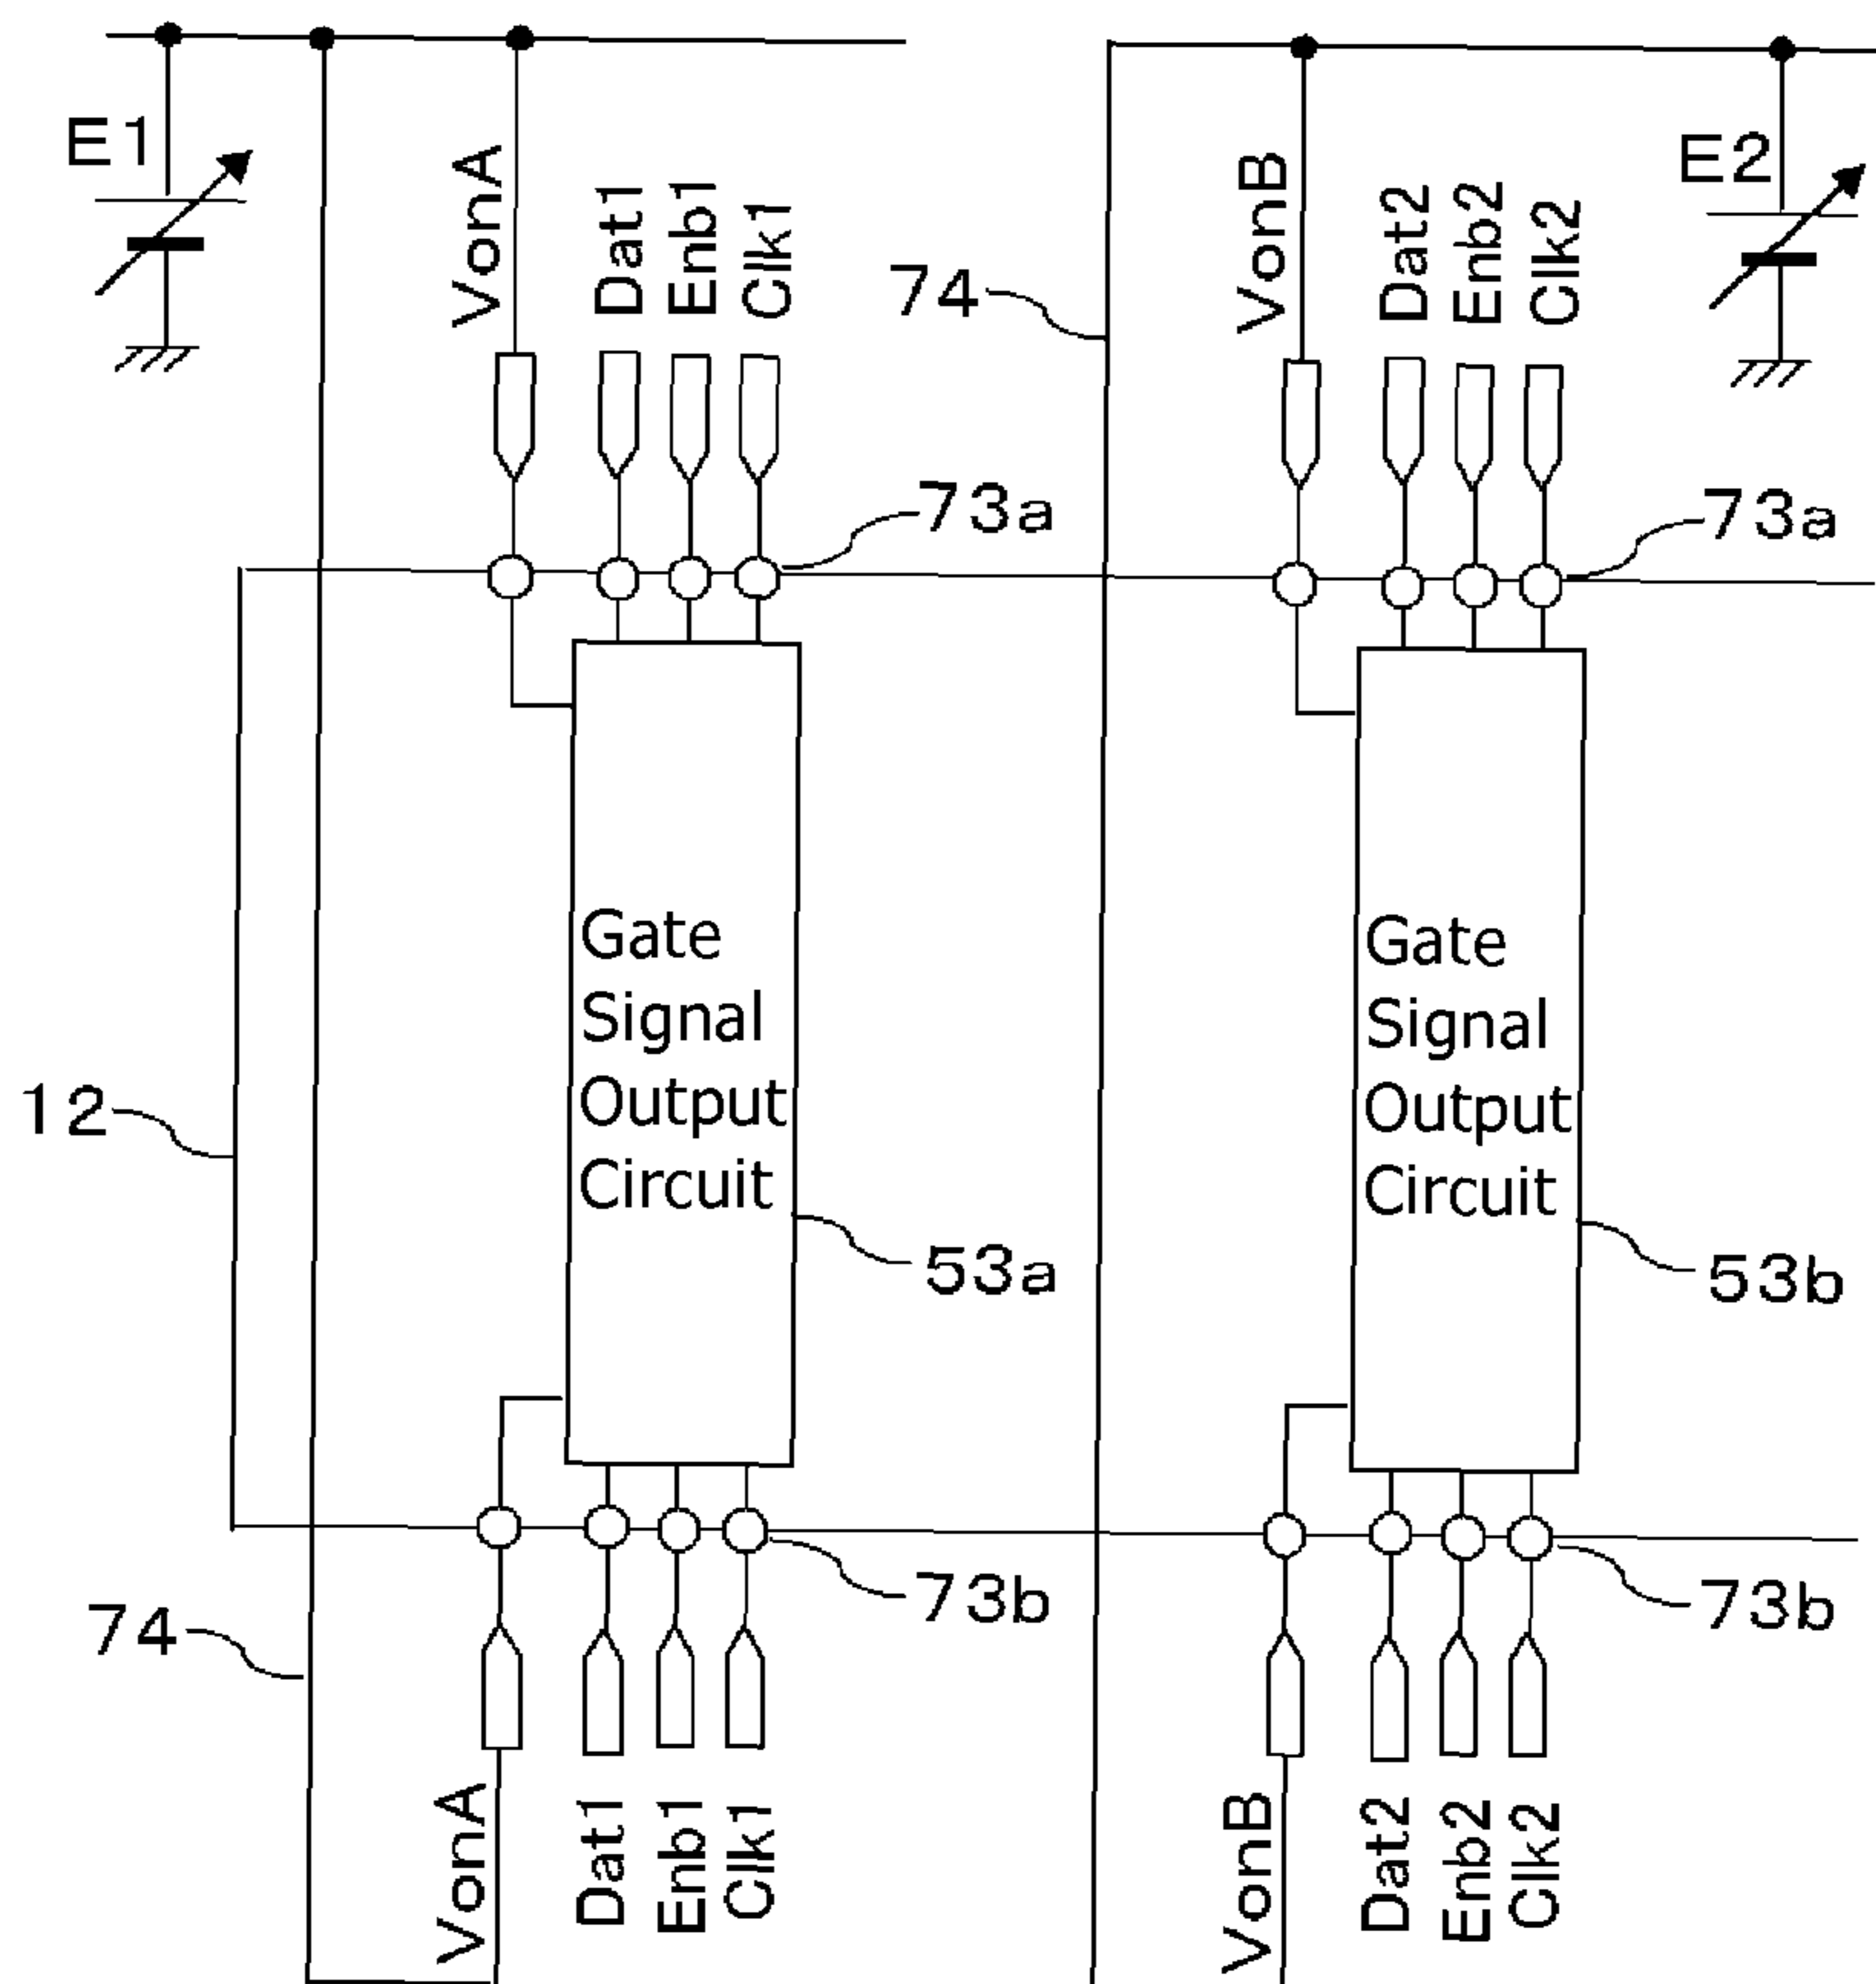 E1
VonA
Dat1
Enb1
Clk1
74
VonB
Dat2
Enb2
Clk2
E2
73a
73a
Gate
Signal
Output
Circuit
Gate
Signal
Output
Circuit
12
53a
53b
73b
73b
74
VonA
Dat1
Enb1
Clk1
VonB
Dat2
Enb2
Clk2